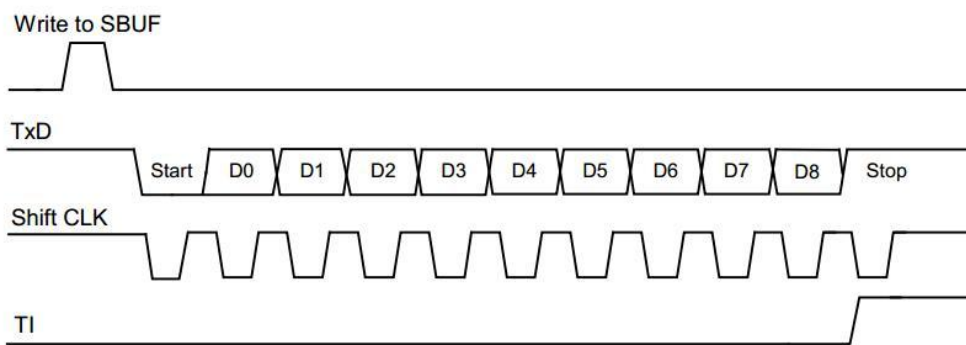 Write to SBUF
TxD
Start D0 D1 D2 D3 D4 D5 D6 D7 D8 Stop
Shift CLK
TI